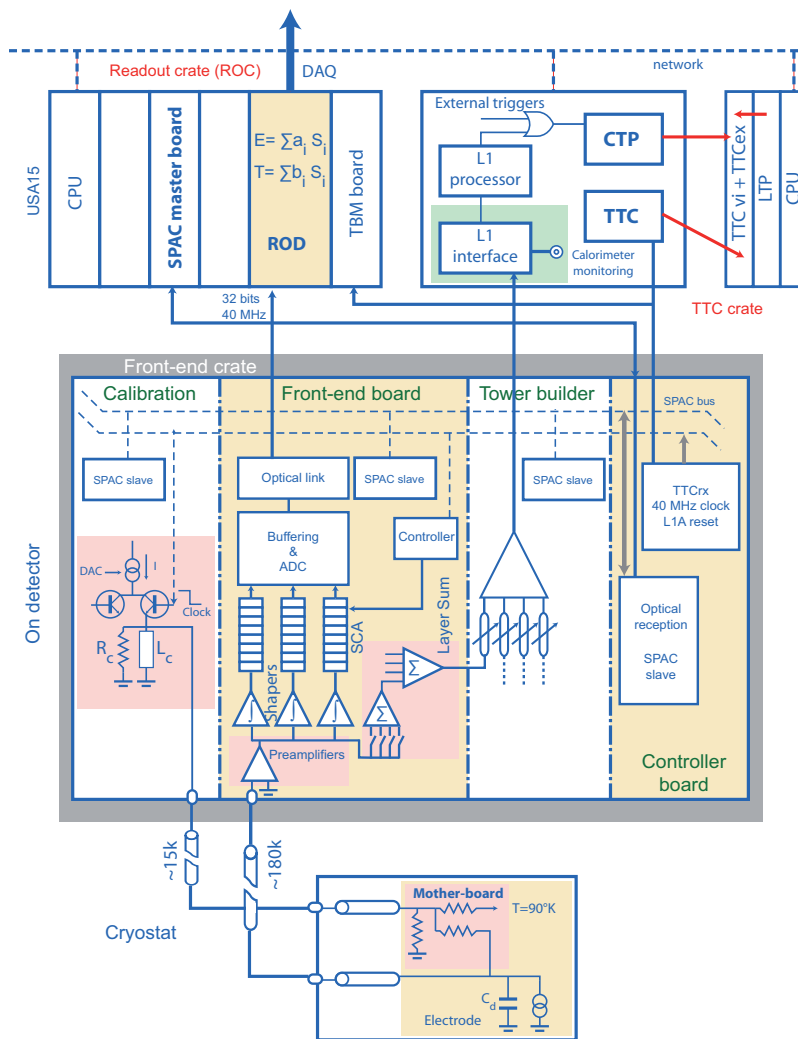 Readout crate (ROC)
DAQ
network
External triggers
USA15
CPU
SPAC master board
E= ∑a_i S_i
T= ∑b_i S_i
ROD
TBM board
L1
processor
L1
interface
CTP
TTC
Calorimeter
monitoring
TTC vi + TTCex
LTP
CPU
TTC crate
32 bits
40 MHz
Front-end crate
On detector
Calibration
Front-end board
Tower builder
SPAC bus
SPAC slave
Optical link
SPAC slave
SPAC slave
TTCrx
40 MHz clock
L1A reset
Buffering
&
ADC
Controller
DAC
I
Clock
R_c
L_c
SCA
Layer Sum
Shapers
∑
∑
∫
∫
∫
Preamplifiers
Optical
reception
SPAC
slave
Controller
board
~15k
~180k
Cryostat
Mother-board
T=90°K
C_d
Electrode